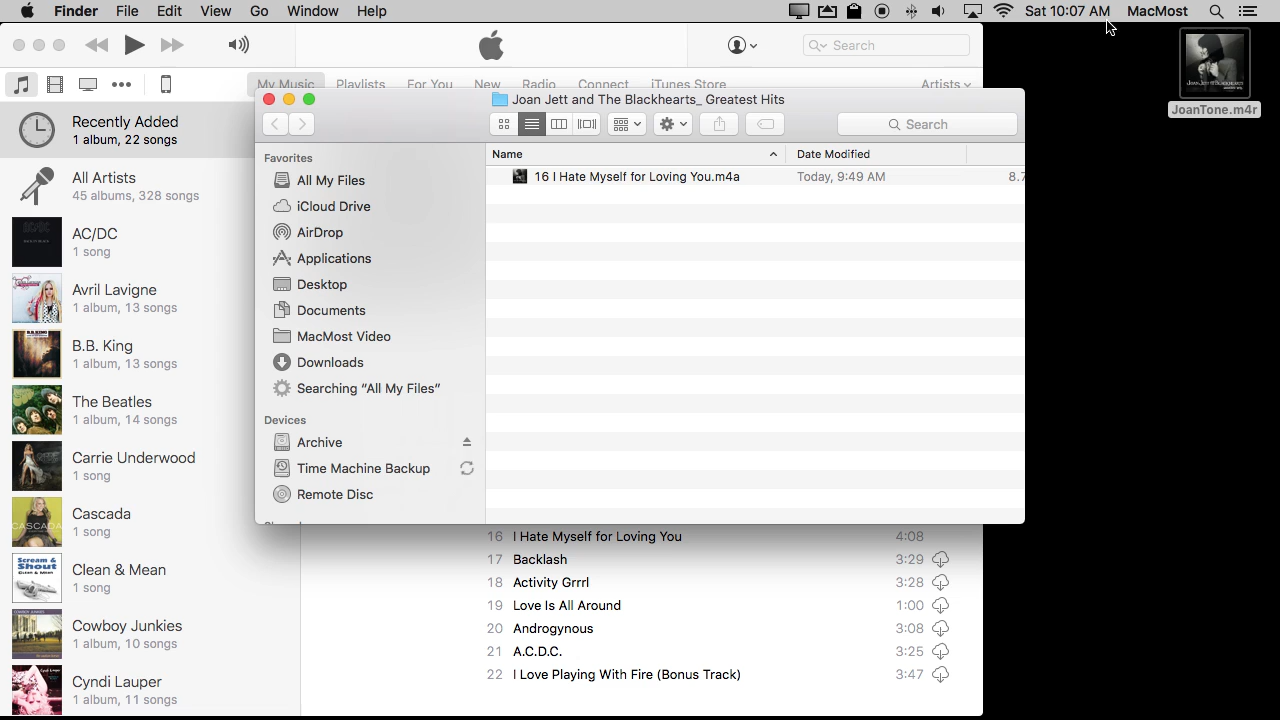 Finder File Edit View Go Window Help Sat 10:07 AM MacMost
Search
My Music Playlists For You New Radio Connect iTunes Store Artists
Recently Added
1 album, 22 songs
All Artists
45 albums, 328 songs
AC/DC
1 song
Avril Lavigne
1 album, 13 songs
B.B. King
1 album, 13 songs
The Beatles
1 album, 14 songs
Carrie Underwood
1 song
Cascada
1 song
Clean & Mean
1 song
Cowboy Junkies
1 album, 10 songs
Cyndi Lauper
1 album, 11 songs
Joan Jett and The Blackhearts_ Greatest Hits
Search
Favorites
All My Files
iCloud Drive
AirDrop
Applications
Desktop
Documents
MacMost Video
Downloads
Searching “All My Files”
Devices
Archive
Time Machine Backup
Remote Disc
Name Date Modified
16 I Hate Myself for Loving You.m4a Today, 9:49 AM 8.7
16 I Hate Myself for Loving You 4:08
17 Backlash 3:29
18 Activity Grrrl 3:28
19 Love Is All Around 1:00
20 Androgynous 3:08
21 A.C.D.C. 3:25
22 I Love Playing With Fire (Bonus Track) 3:47
JoanTone.m4r